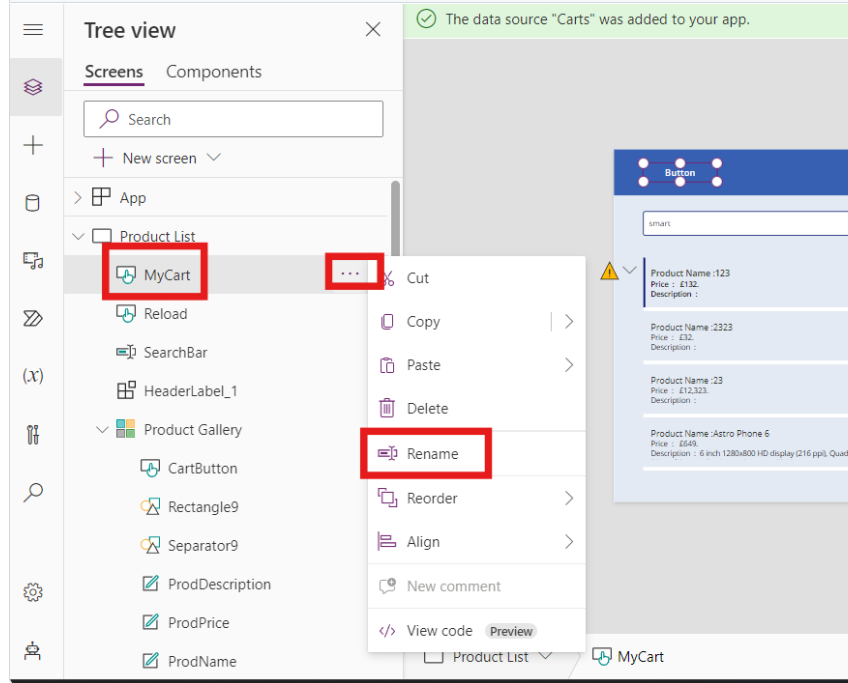 Tree view
Screens Components
Search
New screen
App
Product List
MyCart
Reload
SearchBar
HeaderLabel_1
Product Gallery
CartButton
Rectangle9
Separator9
ProdDescription
ProdPrice
ProdName
(x)
Cut
Copy
Paste
Delete
Rename
Reorder
Align
New comment
View code Preview
The data source "Carts" was added to your app.
Button
smart
Product Name :123
Price : £132.
Description :
Product Name :2323
Price : £32.
Description :
Product Name :23
Price : £12,323.
Description :
Product Name :Astro Phone 6
Price : £649.
Description : 6 inch 1280x800 HD display (216 ppi), Quad
Product List MyCart